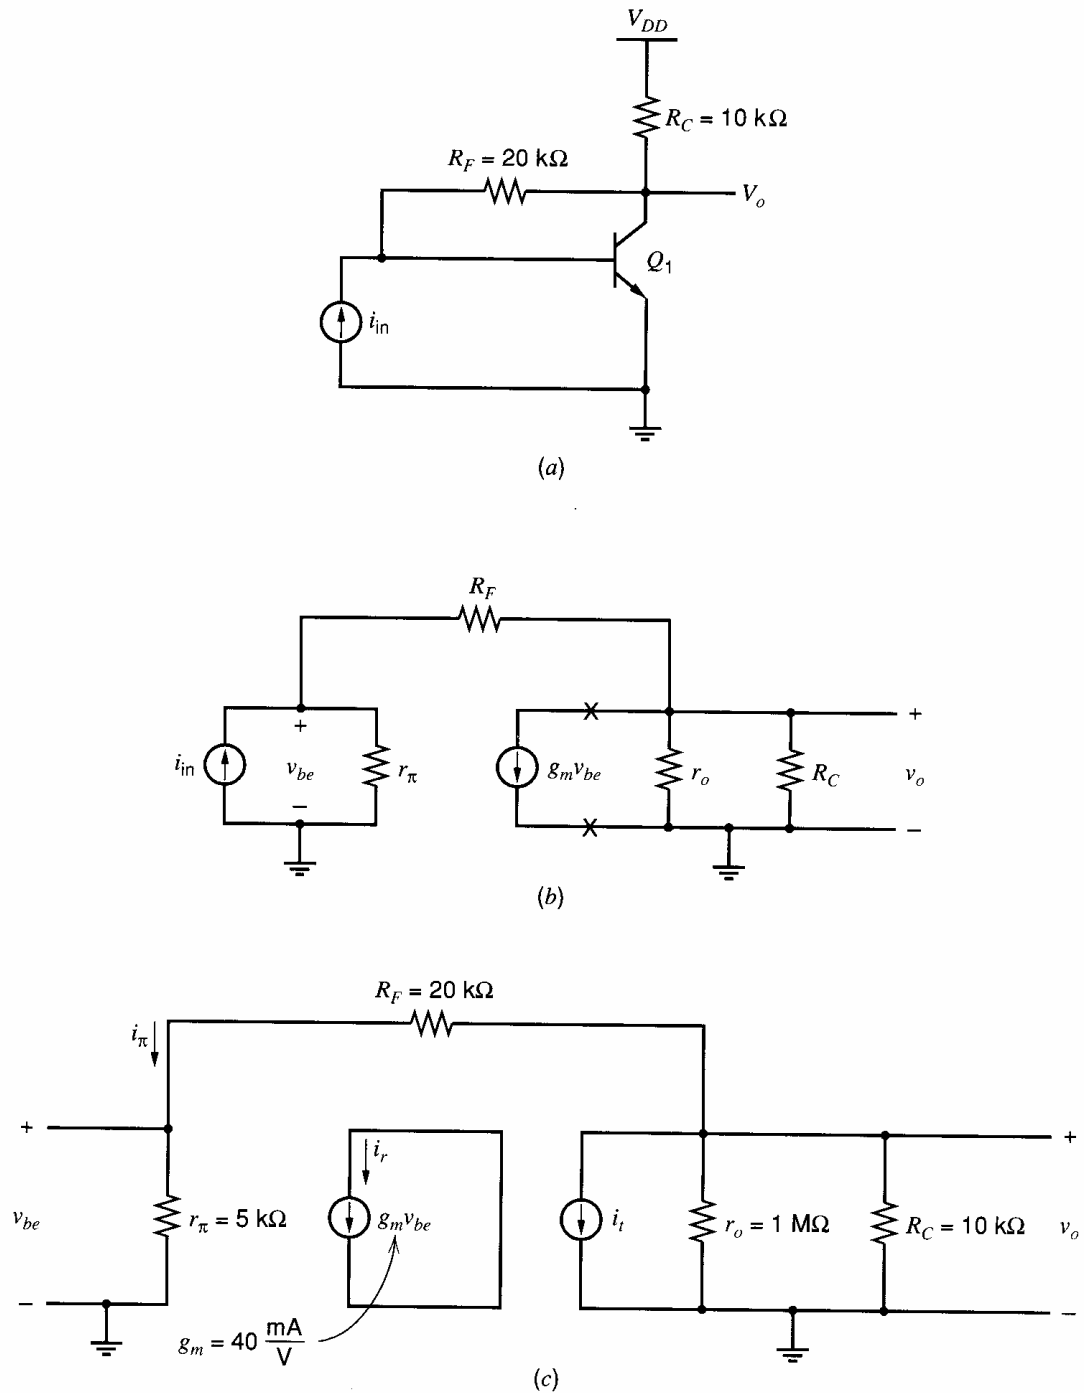 V_DD
R_C = 10 kΩ
R_F = 20 kΩ
V_o
Q_1
i_in
(a)
R_F
+
+
i_in
v_be
r_π
g_m v_be
r_o
R_C
v_o
−
−
(b)
R_F = 20 kΩ
i_π
+
i_r
+
v_be
r_π = 5 kΩ
g_m v_be
i_t
r_o = 1 MΩ
R_C = 10 kΩ
v_o
−
−
g_m = 40 mA/V
(c)